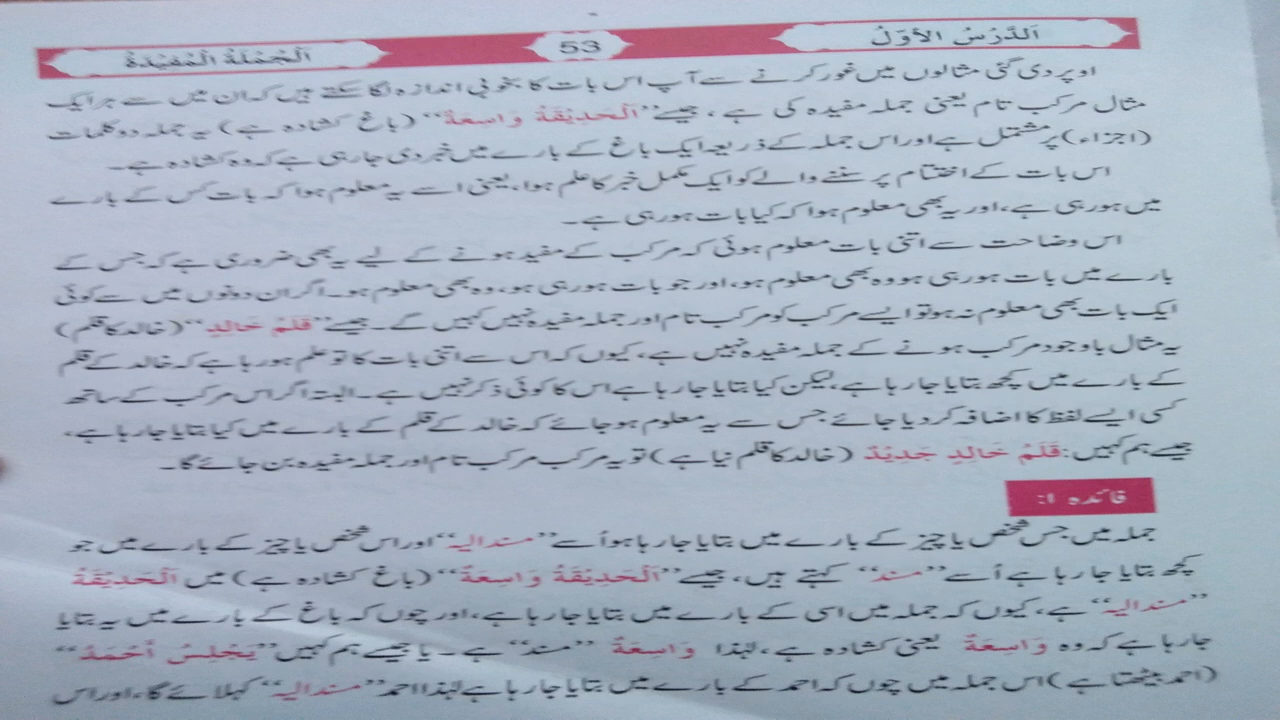 اَلدَّرْسُ الْأَوَّلُ 53 اَلْجُمْلَةُ الْمُفِيْدَةُ
اوپر دی گئی مثالوں میں غور کرنے سے آپ اس بات کا بخوبی اندازہ لگا سکتے ہیں کہ ان میں سے ہر ایک
مثال مرکب تام یعنی جملہ مفیدہ کی ہے، جیسے ’’اَلْحَدِيْقَةُ وَاسِعَةٌ‘‘ (باغ کشادہ ہے) یہ جملہ دو کلمات
(اجزاء) پر مشتمل ہے اور اس جملہ کے ذریعہ ایک باغ کے بارے میں خبر دی جا رہی ہے کہ وہ کشادہ ہے۔
اس بات کے اختتام پر سننے والے کو ایک مکمل خبر کا علم ہوا، یعنی اسے یہ معلوم ہوا کہ بات کس کے بارے
میں ہو رہی ہے، اور یہ بھی معلوم ہوا کہ کیا بات ہو رہی ہے۔
اس وضاحت سے اتنی بات معلوم ہوئی کہ مرکب کے مفید ہونے کے لیے یہ بھی ضروری ہے کہ جس کے
بارے میں بات ہو رہی ہو وہ بھی معلوم ہو، اور جو بات ہو رہی ہو، وہ بھی معلوم ہو۔ اگر ان دونوں میں سے کوئی
ایک بات بھی معلوم نہ ہو تو ایسے مرکب کو مرکب تام اور جملہ مفیدہ نہیں کہیں گے۔ جیسے ’’قَلَمُ خَالِدٍ‘‘ (خالد کا قلم)
یہ مثال باوجود مرکب ہونے کے جملہ مفیدہ نہیں ہے، کیوں کہ اس سے اتنی بات کا تو علم ہو رہا ہے کہ خالد کے قلم
کے بارے میں کچھ بتایا جا رہا ہے، لیکن کیا بتایا جا رہا ہے اس کا کوئی ذکر نہیں ہے۔ البتہ اگر اس مرکب کے ساتھ
کسی ایسے لفظ کا اضافہ کر دیا جائے جس سے یہ معلوم ہو جائے کہ خالد کے قلم کے بارے میں کیا بتایا جا رہا ہے،
جیسے ہم کہیں: قَلَمُ خَالِدٍ جَدِيْدٌ (خالد کا قلم نیا ہے) تو یہ مرکب مرکب تام اور جملہ مفیدہ بن جائے گا۔
فائدہ ۱:
جملہ میں جس شخص یا چیز کے بارے میں بتایا جا رہا ہو اُسے ’’مسند الیہ‘‘ اور اس شخص یا چیز کے بارے میں جو
کچھ بتایا جا رہا ہے اُسے ’’مسند‘‘ کہتے ہیں، جیسے ’’اَلْحَدِيْقَةُ وَاسِعَةٌ‘‘ (باغ کشادہ ہے) میں اَلْحَدِيْقَةُ
’’مسند الیہ‘‘ ہے، کیوں کہ جملہ میں اسی کے بارے میں بتایا جا رہا ہے، اور چوں کہ باغ کے بارے میں یہ بتایا
جا رہا ہے کہ وہ وَاسِعَةٌ یعنی کشادہ ہے، لہٰذا وَاسِعَةٌ ’’مسند‘‘ ہے۔ یا جیسے ہم کہیں ’’يَجْلِسُ أَحْمَدُ‘‘
(احمد بیٹھتا ہے) اس جملہ میں چوں کہ احمد کے بارے میں بتایا جا رہا ہے لہٰذا احمد ’’مسند الیہ‘‘ کہلائے گا، اور اس